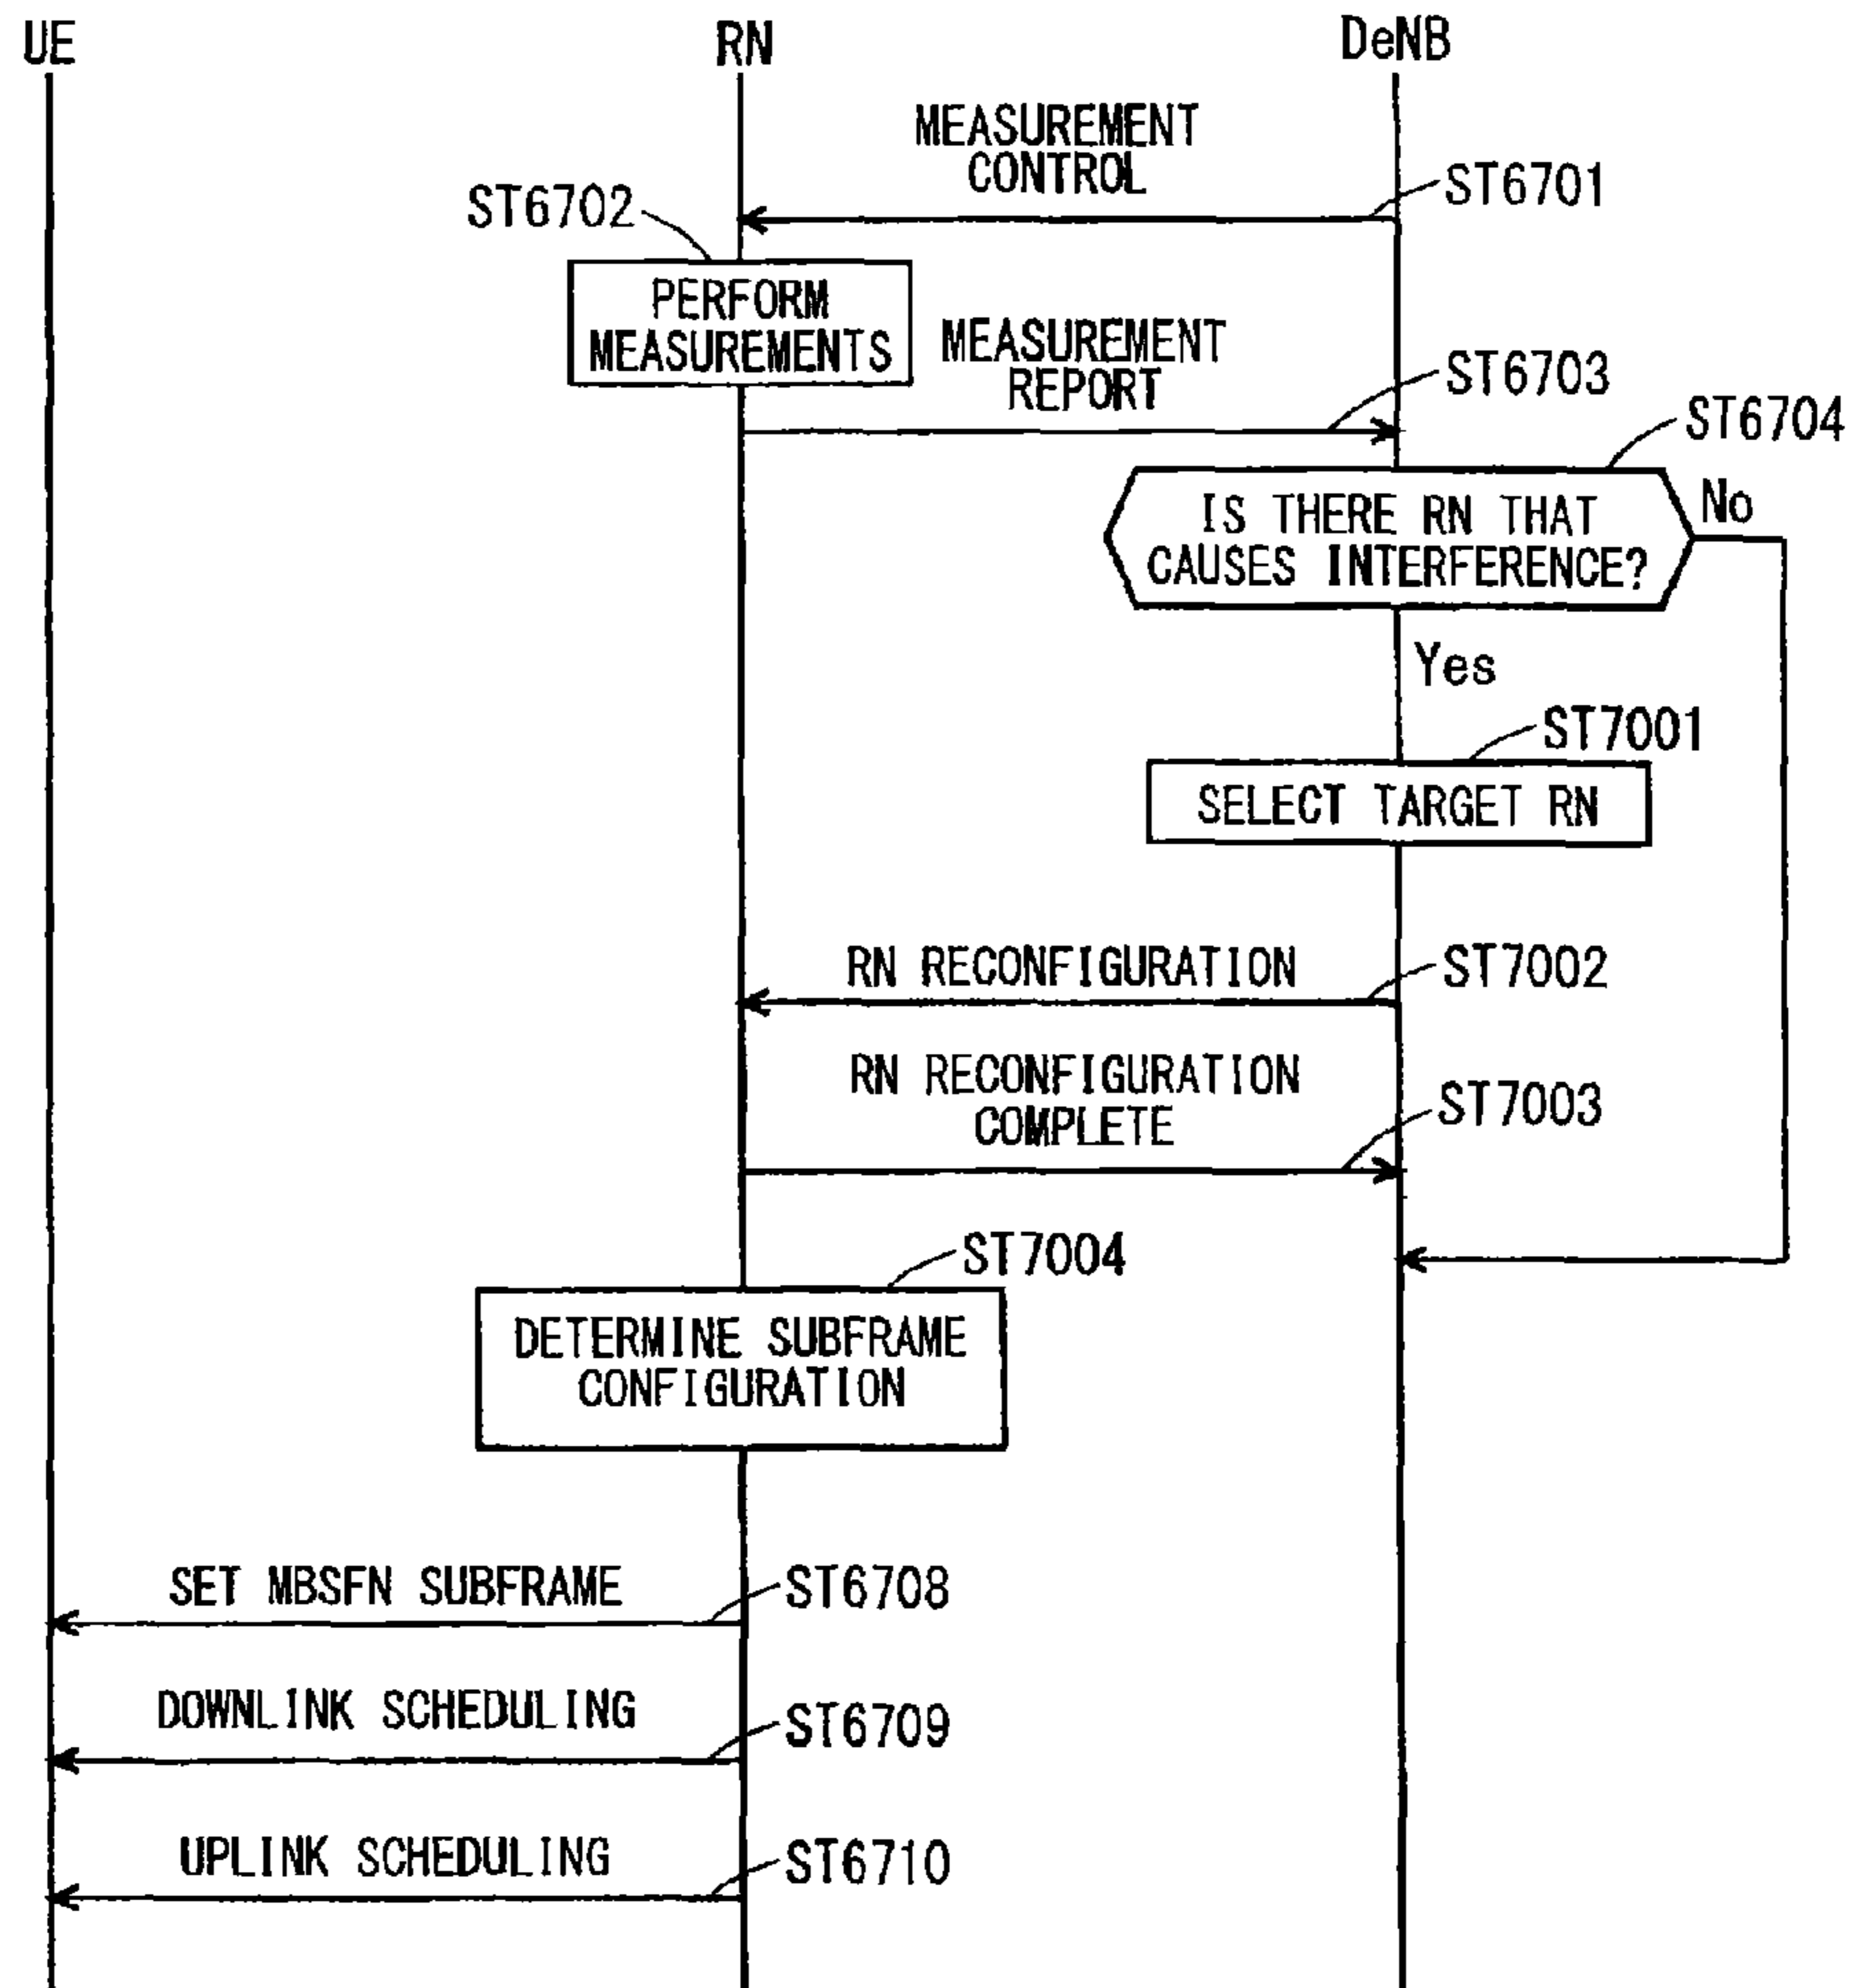 UE
RN
DeNB
MEASUREMENT
CONTROL
ST6701
ST6702
PERFORM
MEASUREMENTS
MEASUREMENT
REPORT
ST6703
ST6704
IS THERE RN THAT
CAUSES INTERFERENCE?
No
Yes
ST7001
SELECT TARGET RN
RN RECONFIGURATION
ST7002
RN RECONFIGURATION
COMPLETE
ST7003
ST7004
DETERMINE SUBFRAME
CONFIGURATION
SET MBSFN SUBFRAME
ST6708
DOWNLINK SCHEDULING
ST6709
UPLINK SCHEDULING
ST6710